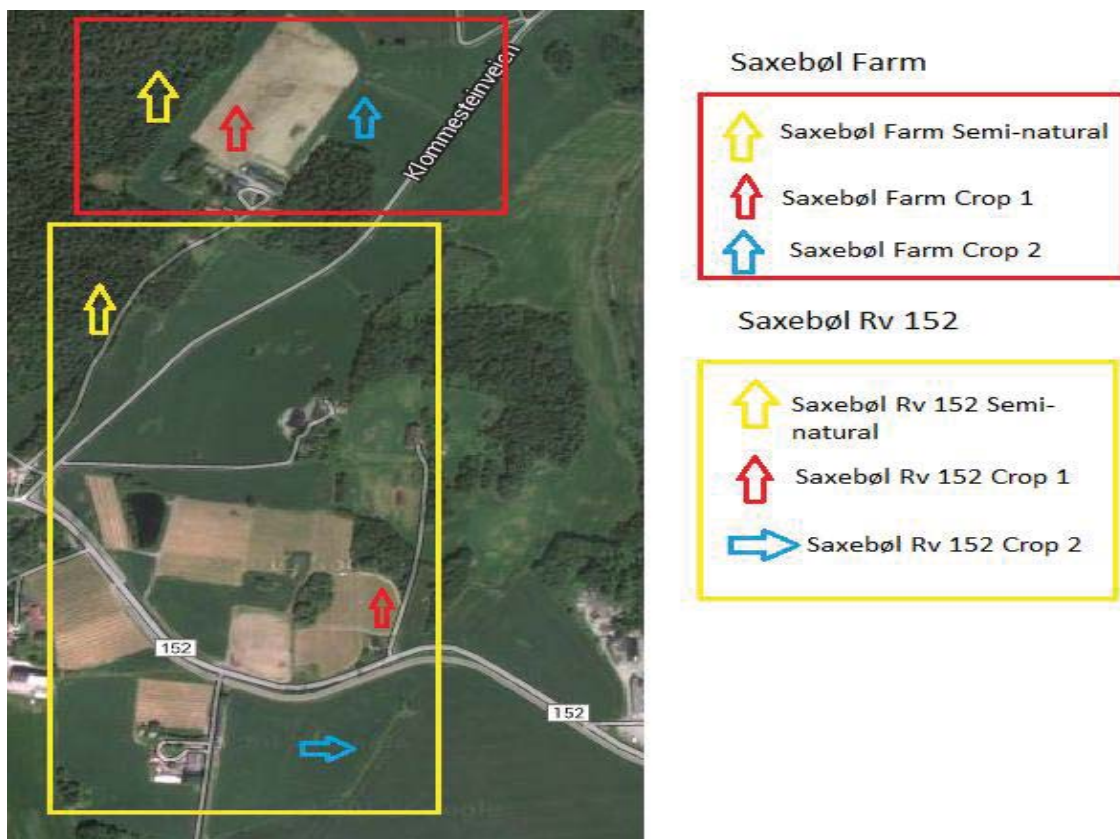 Klommesteinveien
152
152
Saxebøl Farm
Saxebøl Farm Semi-natural
Saxebøl Farm Crop 1
Saxebøl Farm Crop 2
Saxebøl Rv 152
Saxebøl Rv 152 Semi-
natural
Saxebøl Rv 152 Crop 1
Saxebøl Rv 152 Crop 2